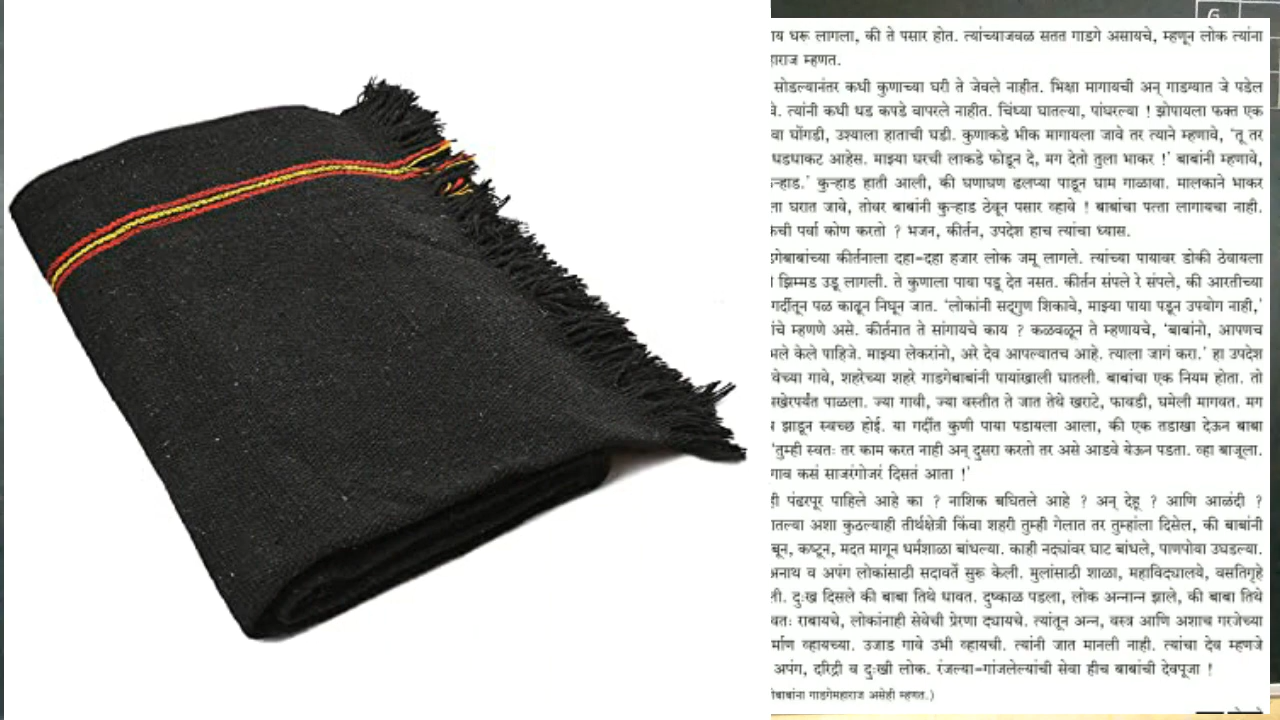 6
य धरू लागला, की ते पसार होत. त्यांच्याजवळ सतत गाडगे असायचे, म्हणून लोक त्यांना
हाराज म्हणत.
सोडल्यानंतर कधी कुणाच्या घरी ते जेवले नाहीत. भिक्षा मागायची अन् गाडग्यात जे पडेल
वे. त्यांनी कधी धड कपडे वापरले नाहीत. चिंध्या घातल्या, पांघरल्या ! झोपायला फक्त एक
वा घोंगडी, उश्याला हाताची घडी. कुणाकडे भीक मागायला जावे तर त्याने म्हणावे, 'तू तर
धडधाकट आहेस. माझ्या घरची लाकडे फोडून दे, मग देतो तुला भाकर !' बाबांनी म्हणावे,
ऱ्हाड.' कुऱ्हाड हाती आली, की घणाघण ढलप्या पाडून घाम गाळावा. मालकाने भाकर
ला घरात जावे, तोवर बाबांनी कुऱ्हाड ठेवून पसार व्हावे ! बाबांचा पत्ता लागायचा नाही.
ची पर्वा कोण करतो ? भजन, कीर्तन, उपदेश हाच त्यांचा ध्यास.
डगेबाबांच्या कीर्तनाला दहा-दहा हजार लोक जमू लागले. त्यांच्या पायावर डोकी ठेवायला
झिम्मड उडू लागली. ते कुणाला पाया पडू देत नसत. कीर्तन संपले रे संपले, की आरतीच्या
गर्दीतून पळ काढून निघून जात. 'लोकांनी सद्गुण शिकावे, माझ्या पाया पडून उपयोग नाही,'
चे म्हणणे असे. कीर्तनात ते सांगायचे काय ? कळवळून ते म्हणायचे, 'बाबांनो, आपणच
भले केले पाहिजे. माझ्या लेकरांनो, अरे देव आपल्यातच आहे. त्याला जागं करा.' हा उपदेश
वेच्या गावे, शहरेच्या शहरे गाडगेबाबांनी पायांखाली घातली. बाबांचा एक नियम होता. तो
खेरपर्यंत पाळला. ज्या गावी, ज्या वस्तीत ते जात तेथे खराटे, फावडी, घमेली मागवत. मग
झाडून स्वच्छ होई. या गर्दीत कुणी पाया पडायला आला, की एक तडाखा देऊन बाबा
'तुम्ही स्वतः तर काम करत नाही अन् दुसरा करतो तर असे आडवे येऊन पडता. व्हा बाजूला.
गाव कसं साजरंगोजरं दिसतं आता !'
ही पंढरपूर पाहिले आहे का ? नाशिक बघितले आहे ? अन् देहू ? आणि आळंदी ?
तल्या अशा कुठल्याही तीर्थक्षेत्री किंवा शहरी तुम्ही गेलात तर तुम्हांला दिसेल, की बाबांनी
बून, कष्टून, मदत मागून धर्मशाळा बांधल्या. काही नद्यांवर घाट बांधले, पाणपोया उघडल्या.
अनाथ व अपंग लोकांसाठी सदावर्ते सुरू केली. मुलांसाठी शाळा, महाविद्यालये, वसतिगृहे
ती. दुःख दिसले की बाबा तिथे धावत. दुष्काळ पडला, लोक अन्नान्न झाले, की बाबा तिथे
वतः राबायचे, लोकांनाही सेवेची प्रेरणा द्यायचे. त्यांतून अन्न, वस्त्र आणि अशाच गरजेच्या
र्माण व्हायच्या. उजाड गावे उभी व्हायची. त्यांनी जात मानली नाही. त्यांचा देव म्हणजे
अपंग, दरिद्री व दुःखी लोक. रंजल्या-गांजलेल्यांची सेवा हीच बाबांची देवपूजा !
गेबाबांना गाडगेमहाराज असेही म्हणत.)